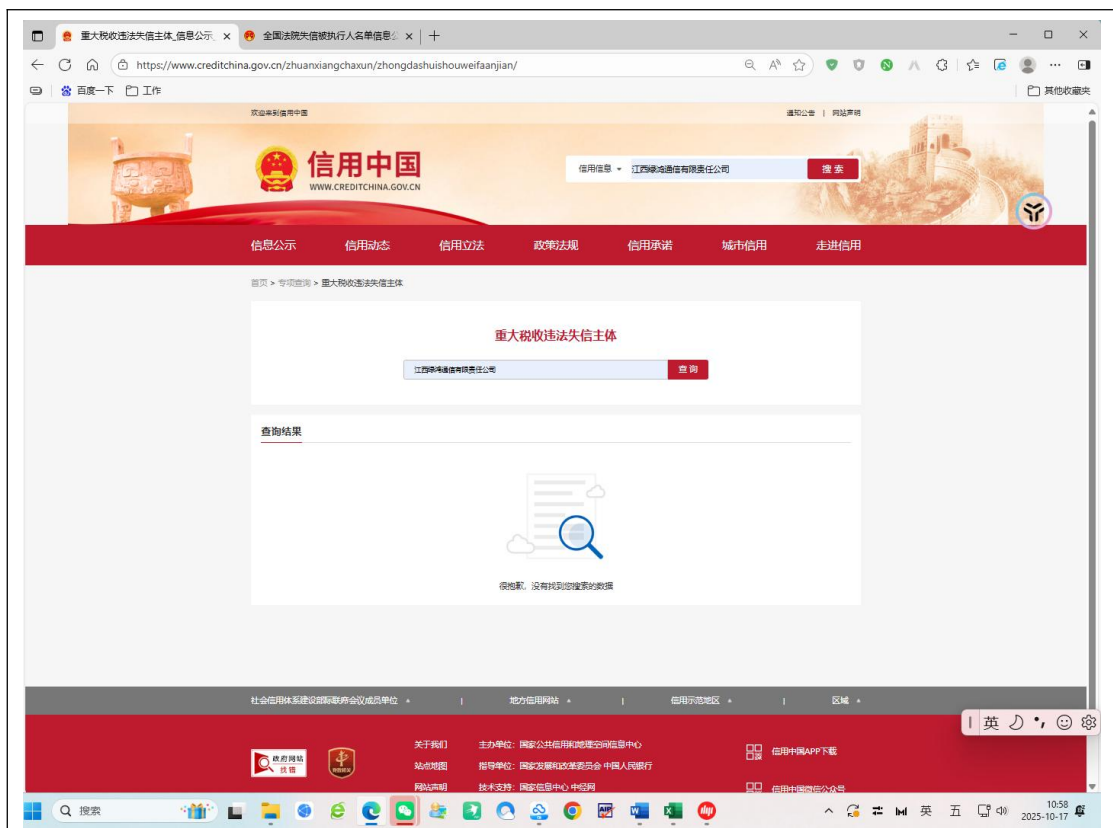 重大税收违法失信主体_信息公示_
全国法院失信被执行人名单信息公
https://www.creditchina.gov.cn/zhuanxiangchaxun/zhongdashuishouweifaanjian/
百度一下 工作 其他收藏夹
欢迎来到信用中国 通知公告 | 网站声明
信用中国
WWW.CREDITCHINA.GOV.CN
信用信息 江西绿鸿通信有限责任公司 搜索
信息公示 信用动态 信用立法 政策法规 信用承诺 城市信用 走进信用
首页 > 专项查询 > 重大税收违法失信主体
重大税收违法失信主体
江西绿鸿通信有限责任公司 查询
查询结果
很抱歉，没有找到您搜索的数据
社会信用体系建设部际联席会议成员单位 | 地方信用网站 | 信用示范地区 | 区域
政府网站
找错
关于我们 主办单位：国家公共信用和地理空间信息中心
站点地图 指导单位：国家发展和改革委员会 中国人民银行
网站声明 技术支持：国家信息中心 中经网
信用中国APP下载
信用中国微信公众号
英
搜索
英 五
10:58
2025-10-17